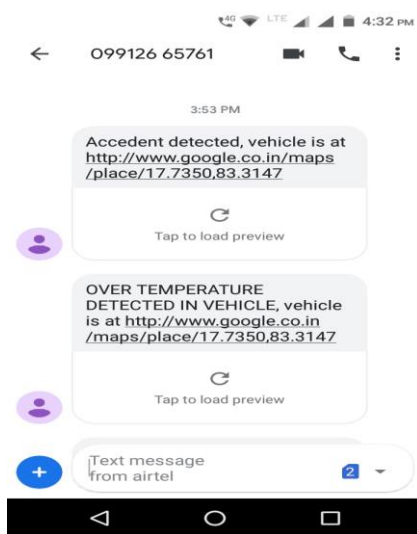 4G LTE 4:32 PM
099126 65761
3:53 PM
Accedent detected, vehicle is at
http://www.google.co.in/maps
/place/17.7350,83.3147
Tap to load preview
OVER TEMPERATURE
DETECTED IN VEHICLE, vehicle
is at http://www.google.co.in
/maps/place/17.7350,83.3147
Tap to load preview
Text message
from airtel
2